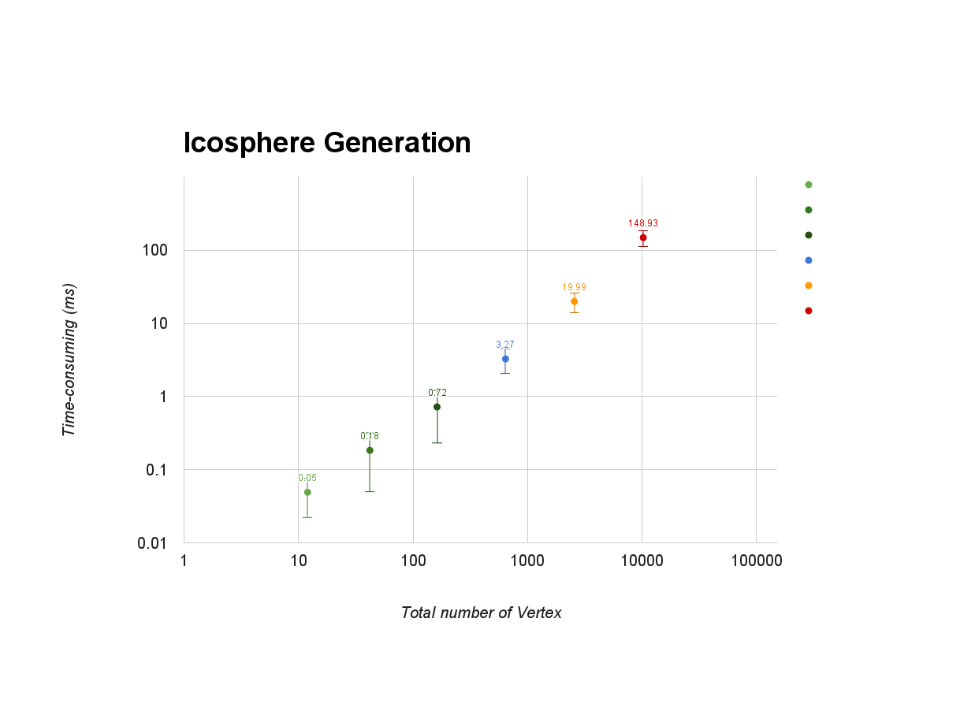 Icosphere Generation
148.93
100
19.99
10
3.27
1
0.72
0.18
0.1
0.05
0.01
1 10 100 1000 10000 100000
Time-consuming (ms)
Total number of Vertex